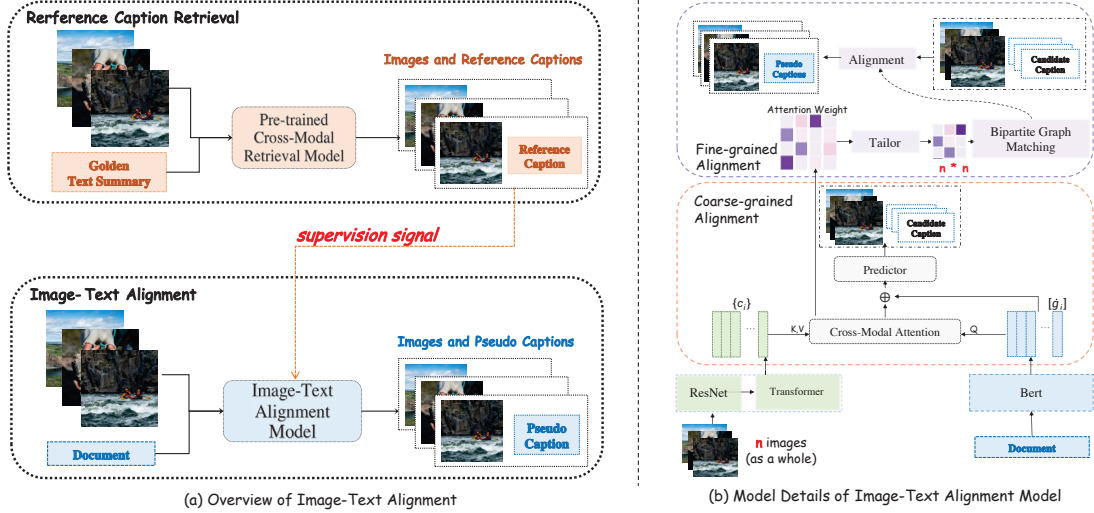 Rerference Caption Retrieval
Images and Reference Captions
Pre-trained
Cross-Modal
Retrieval Model
Golden
Text Summary
Reference
Caption
supervision signal
Image-Text Alignment
Images and Pseudo Captions
Image-Text
Alignment
Model
Document
Pseudo
Caption
(a) Overview of Image-Text Alignment
Pseudo
Captions
Alignment
Candidate
Caption
Attention Weight
Fine-grained
Alignment
Tailor
n * n
Bipartite Graph
Matching
Coarse-grained
Alignment
Candidate
Caption
Predictor
{c_i}
...
K,V
Cross-Modal Attention
Q
[ġ_i]
...
ResNet
Transformer
Bert
n images
(as a whole)
Document
(b) Model Details of Image-Text Alignment Model